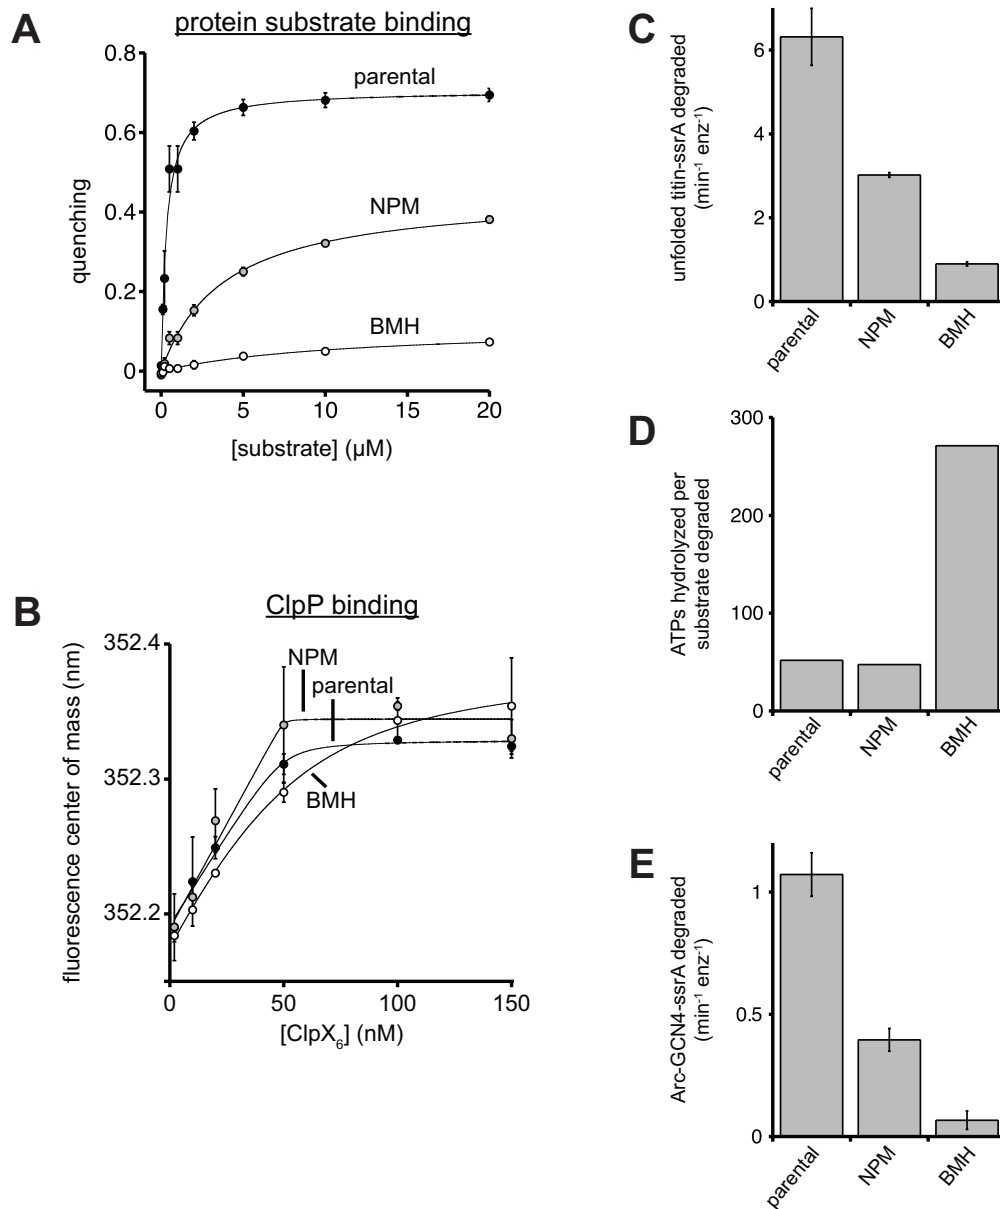 A
protein substrate binding
0.8
0.6
0.4
0.2
0
quenching
parental
NPM
BMH
0 5 10 15 20
[substrate] (µM)
B
ClpP binding
352.4
352.3
352.2
fluorescence center of mass (nm)
NPM
parental
BMH
0 50 100 150
[ClpX6] (nM)
C
6
4
2
0
unfolded titin-ssrA degraded
(min-1 enz-1)
parental NPM BMH
D
300
200
100
0
ATPs hydrolyzed per
substrate degraded
parental NPM BMH
E
1
0.5
0
Arc-GCN4-ssrA degraded
(min-1 enz-1)
parental NPM BMH